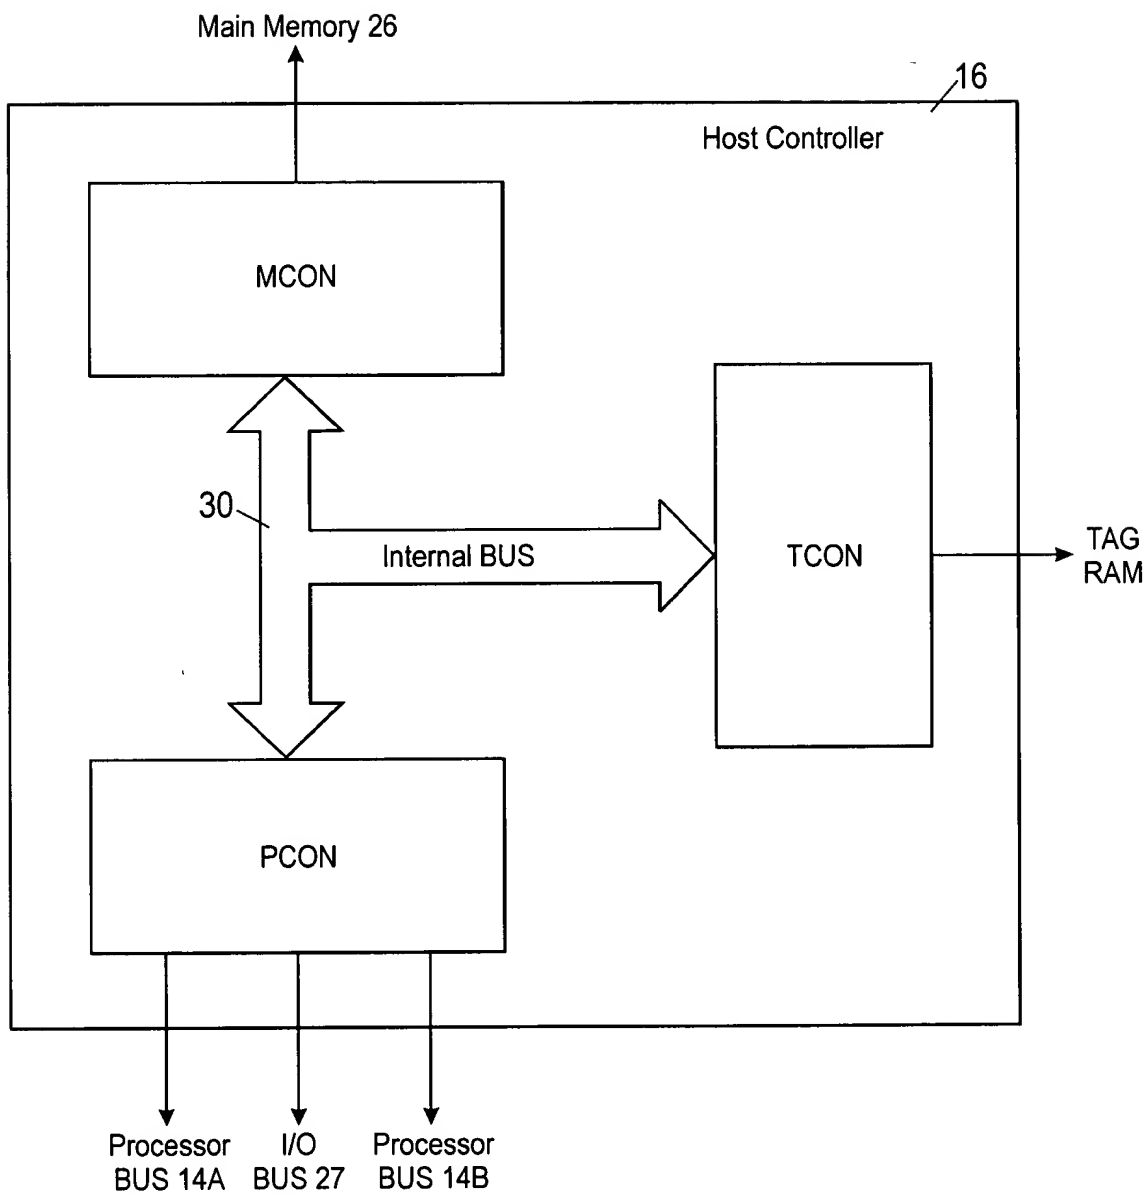 Main Memory 26
16
Host Controller
MCON
30
Internal BUS
TCON
TAG
RAM
PCON
Processor
BUS 14A
I/O
BUS 27
Processor
BUS 14B